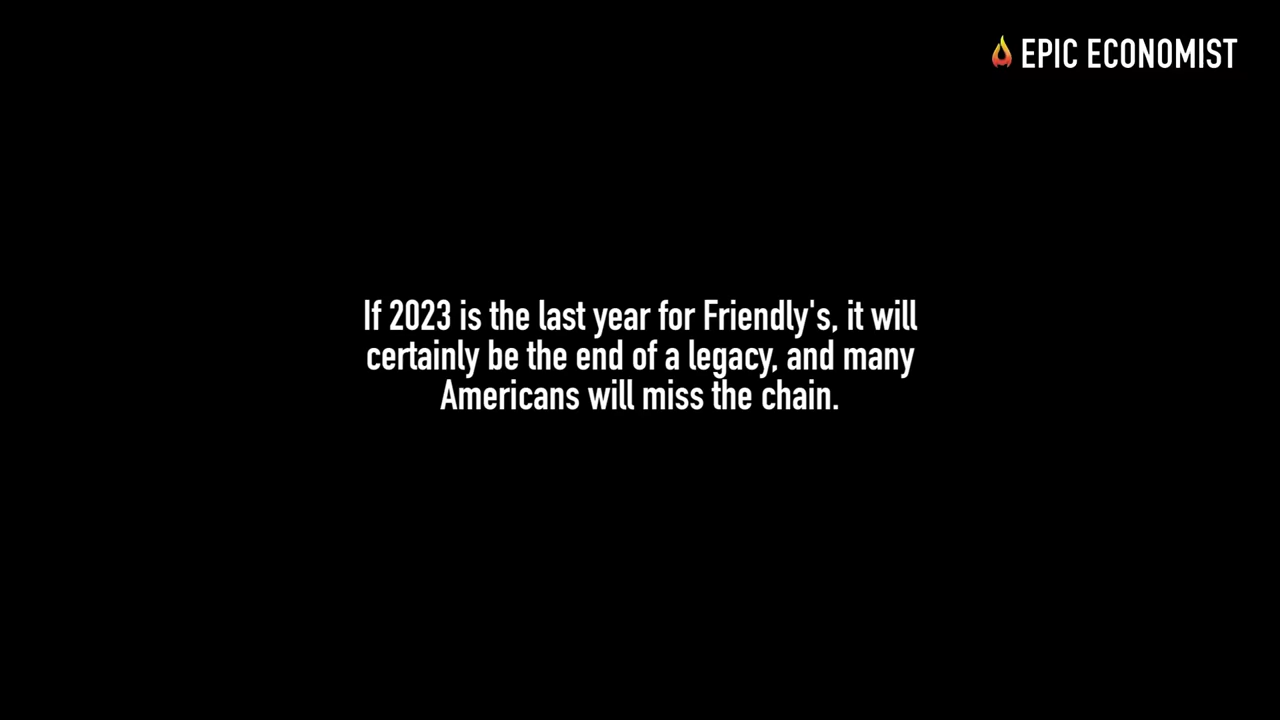 EPIC ECONOMIST
If 2023 is the last year for Friendly's, it will
certainly be the end of a legacy, and many
Americans will miss the chain.